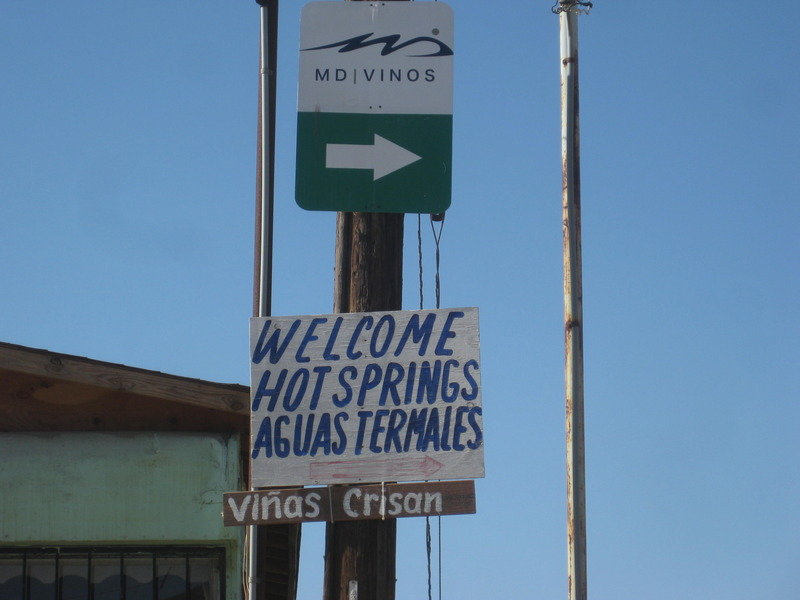 MD|VINOS
WELCOME
HOT SPRINGS
AGUAS TERMALES
Viñas Crisan